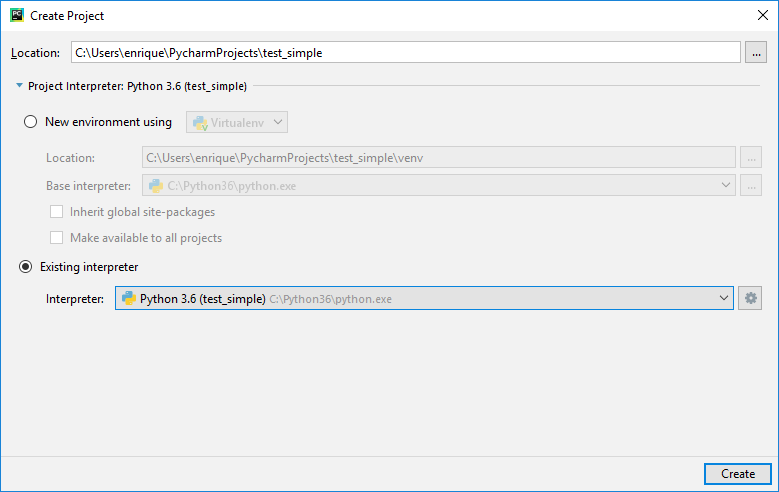 PC Create Project
Location: C:\Users\enrique\PycharmProjects\test_simple ...
Project Interpreter: Python 3.6 (test_simple)
New environment using Virtualenv
Location: C:\Users\enrique\PycharmProjects\test_simple\venv ...
Base interpreter: C:\Python36\python.exe ...
Inherit global site-packages
Make available to all projects
Existing interpreter
Interpreter: Python 3.6 (test_simple) C:\Python36\python.exe
Create